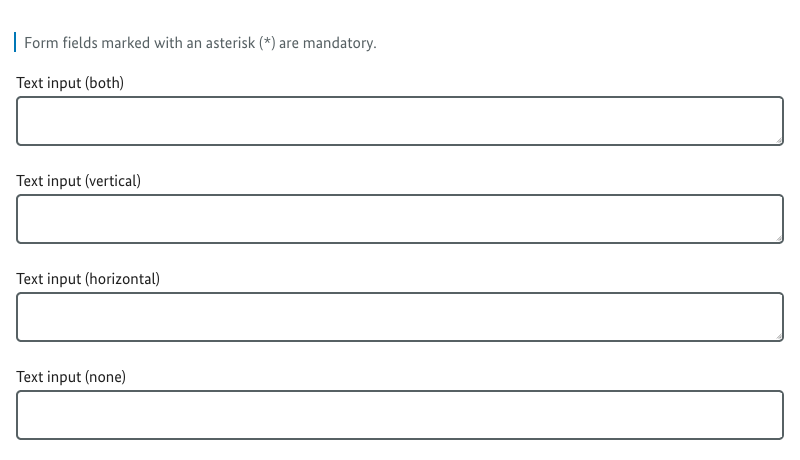 Form fields marked with an asterisk (*) are mandatory.
Text input (both)
Text input (vertical)
Text input (horizontal)
Text input (none)